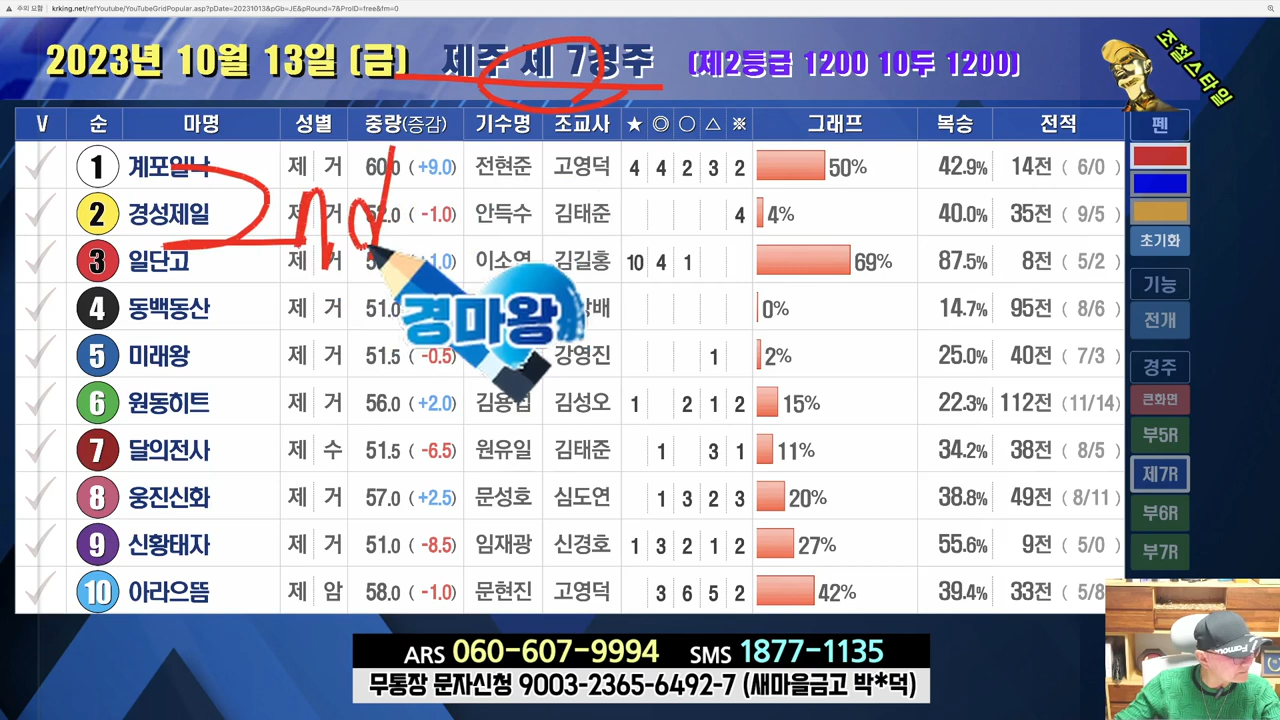 주의 요함 krking.net/refYoutube/YouTubeGridPopular.asp?pDate=20231013&pGb=JE&pRound=7&ProID=free&fm=0
2023년 10월 13일 (금) 제주 제 7경주 (제2등급 1200 10두 1200)
조철스타일
V 순 마명 성별 중량(증감) 기수명 조교사 ★ ◎ ○ △ ※ 그래프 복승 전적
1 계포일낙 제 거 60.0 (+9.0) 전현준 고영덕 4 4 2 3 2 50% 42.9% 14전 ( 6/0 )
2 경성제일 제 거 52.0 (-1.0) 안득수 김태준 4 4% 40.0% 35전 ( 9/5 )
3 일단고 제 거 이소연 김길홍 10 4 1 69% 87.5% 8전 ( 5/2 )
4 동백동산 제 거 51.0 0% 14.7% 95전 ( 8/6 )
5 미래왕 제 거 51.5 (-0.5) 강영진 1 2% 25.0% 40전 ( 7/3 )
6 원동히트 제 거 56.0 (+2.0) 김성오 1 2 1 2 15% 22.3% 112전 (11/14)
7 달의전사 제 수 51.5 (-6.5) 원유일 김태준 1 3 1 11% 34.2% 38전 ( 8/5 )
8 웅진신화 제 거 57.0 (+2.5) 문성호 심도연 1 3 2 3 20% 38.8% 49전 ( 8/11 )
9 신황태자 제 거 51.0 (-8.5) 임재광 신경호 1 3 2 1 2 27% 55.6% 9전 ( 5/0 )
10 아라으뜸 제 암 58.0 (-1.0) 문현진 고영덕 3 6 5 2 42% 39.4% 33전 ( 5/8
2nd
경마왕
펜
초기화
기능
전개
경주
큰화면
부5R
제7R
부6R
부7R
ARS 060-607-9994 SMS 1877-1135
무통장 문자신청 9003-2365-6492-7 (새마을금고 박*덕)